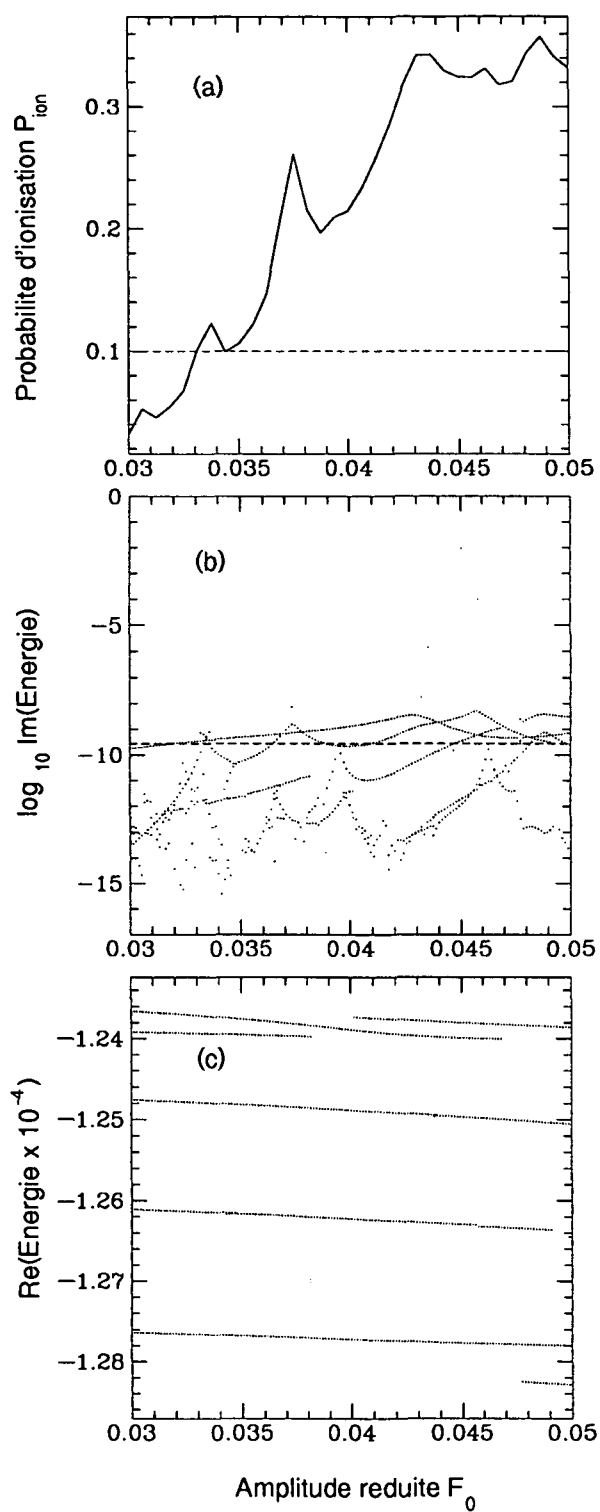 (a)
Probabilite d'ionisation P_ion
0.3
0.2
0.1
0.03 0.035 0.04 0.045 0.05
(b)
log 10 Im(Energie)
0
−5
−10
−15
0.03 0.035 0.04 0.045 0.05
(c)
Re(Energie x 10⁻⁴)
−1.24
−1.25
−1.26
−1.27
−1.28
0.03 0.035 0.04 0.045 0.05
Amplitude reduite F₀